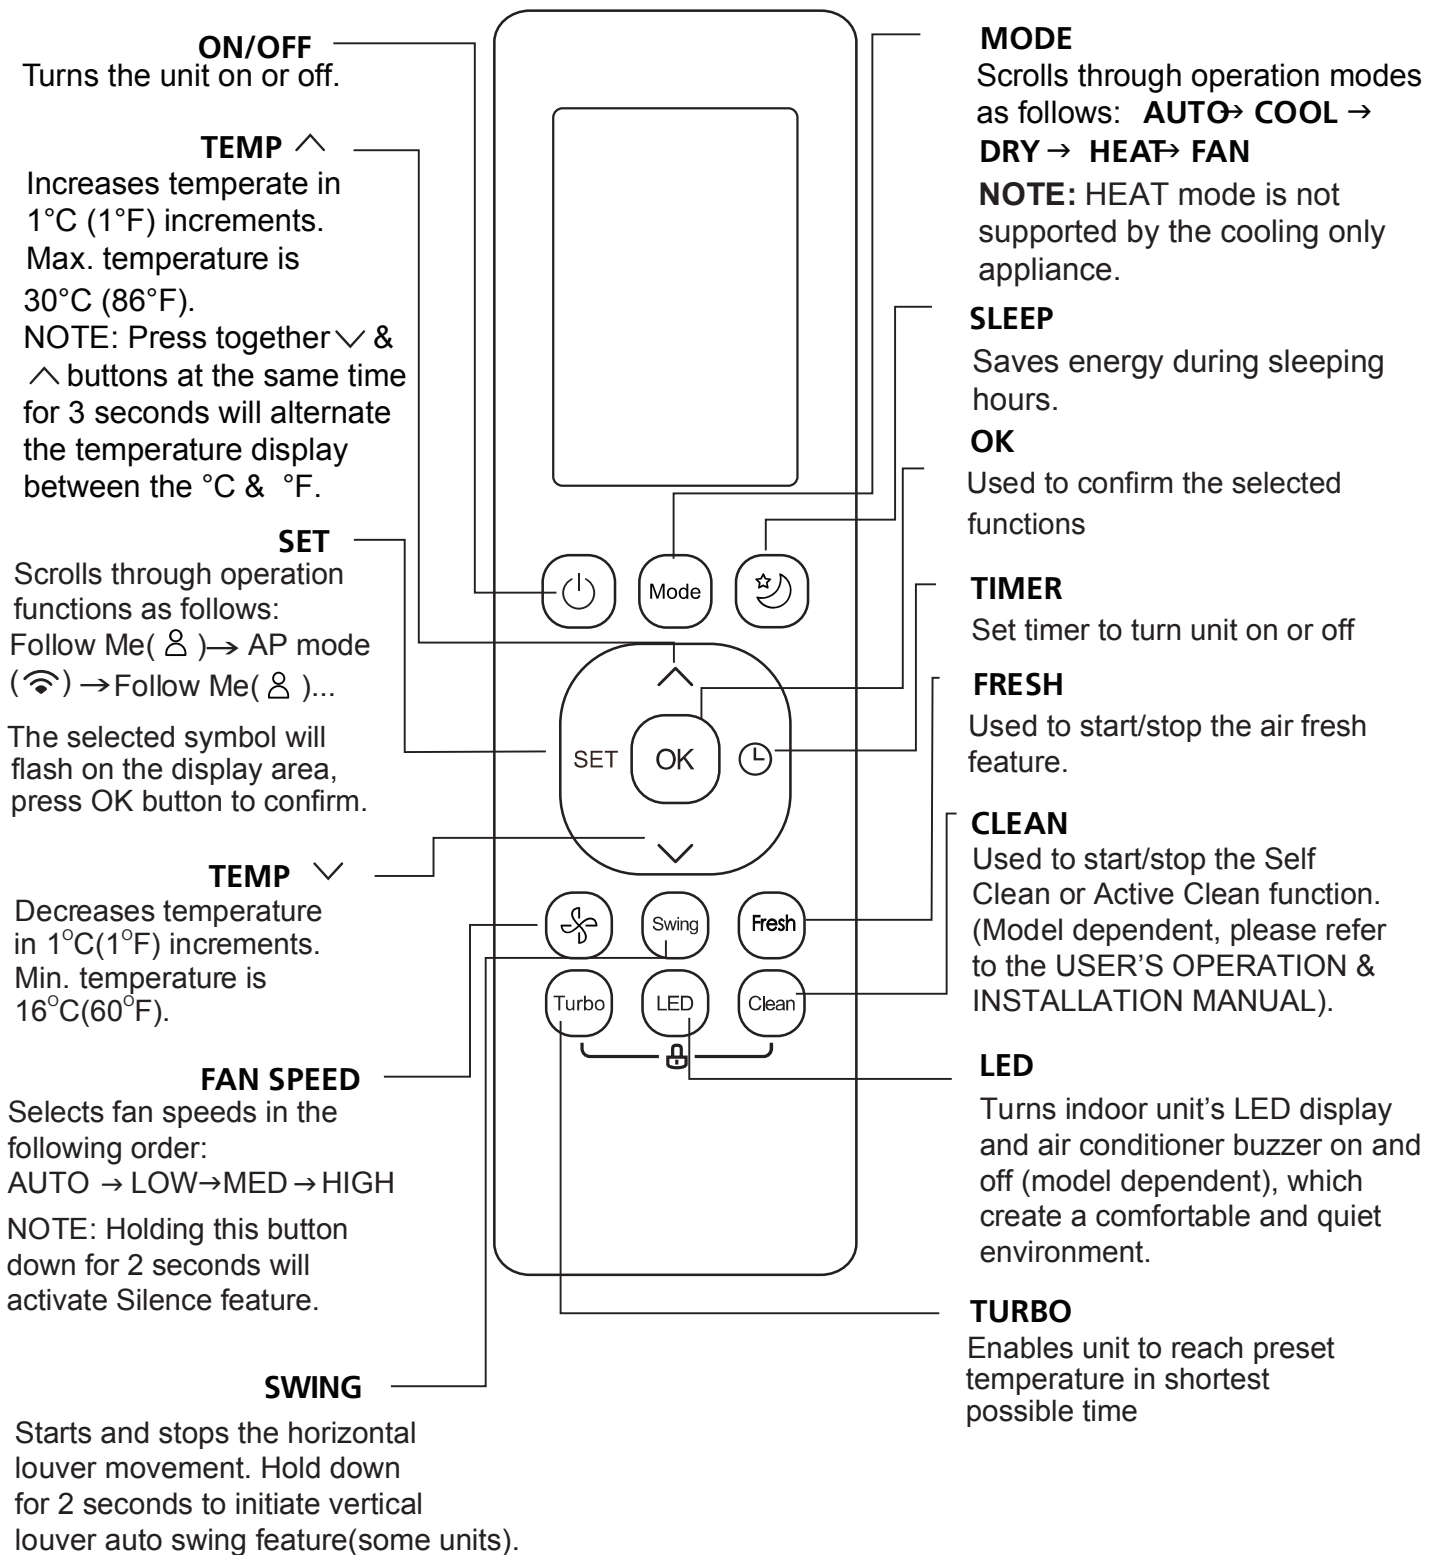 ON/OFF
Turns the unit on or off.
TEMP
Increases temperate in
1°C (1°F) increments.
Max. temperature is
30°C (86°F).
NOTE: Press together &
buttons at the same time
for 3 seconds will alternate
the temperature display
between the °C & °F.
SET
Scrolls through operation
functions as follows:
Follow Me( )→ AP mode
( ) →Follow Me( )...
The selected symbol will
flash on the display area,
press OK button to confirm.
TEMP
Decreases temperature
in 1°C(1°F) increments.
Min. temperature is
16°C(60°F).
FAN SPEED
Selects fan speeds in the
following order:
AUTO → LOW→MED→HIGH
NOTE: Holding this button
down for 2 seconds will
activate Silence feature.
SWING
Starts and stops the horizontal
louver movement. Hold down
for 2 seconds to initiate vertical
louver auto swing feature(some units).
Mode
SET
OK
Swing
Fresh
Turbo
LED
Clean
MODE
Scrolls through operation modes
as follows: AUTO→ COOL →
DRY → HEAT→ FAN
NOTE: HEAT mode is not
supported by the cooling only
appliance.
SLEEP
Saves energy during sleeping
hours.
OK
Used to confirm the selected
functions
TIMER
Set timer to turn unit on or off
FRESH
Used to start/stop the air fresh
feature.
CLEAN
Used to start/stop the Self
Clean or Active Clean function.
(Model dependent, please refer
to the USER'S OPERATION &
INSTALLATION MANUAL).
LED
Turns indoor unit's LED display
and air conditioner buzzer on and
off (model dependent), which
create a comfortable and quiet
environment.
TURBO
Enables unit to reach preset
temperature in shortest
possible time